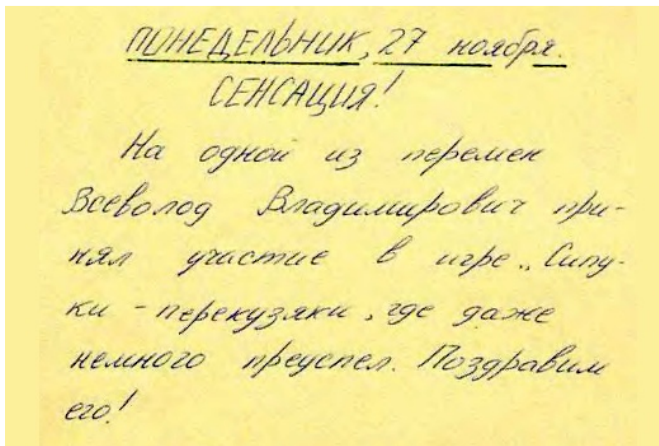 ПОНЕДЕЛЬНИК, 27 ноября.
СЕНСАЦИЯ!
На одной из перемен
Всеволод Владимирович при-
нял участие в игре „Сипу-
ки - перекузяки, где даже
немного преуспел. Поздравим
его!